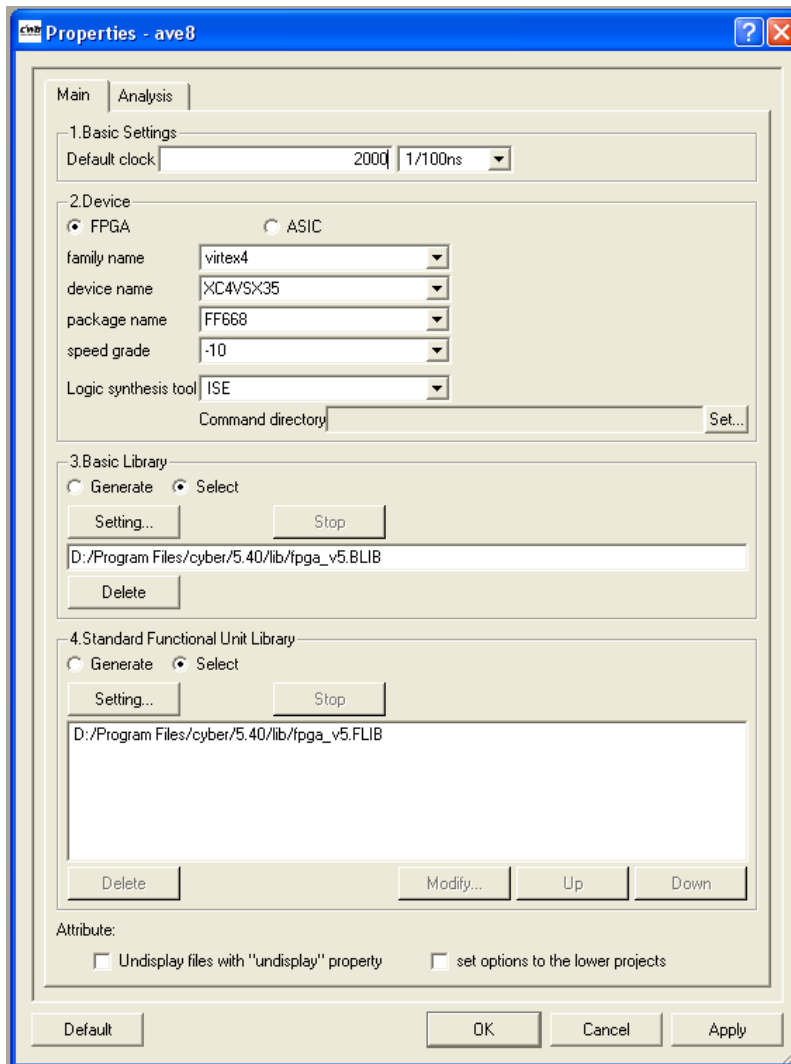 CWB Properties - ave8
Main Analysis
1.Basic Settings
Default clock 2000 1/100ns
2.Device
FPGA ASIC
family name virtex4
device name XC4VSX35
package name FF668
speed grade -10
Logic synthesis tool ISE
Command directory Set...
3.Basic Library
Generate Select
Setting... Stop
D:/Program Files/cyber/5.40/lib/fpga_v5.BLIB
Delete
4.Standard Functional Unit Library
Generate Select
Setting... Stop
D:/Program Files/cyber/5.40/lib/fpga_v5.FLIB
Delete Modify... Up Down
Attribute:
Undisplay files with "undisplay" property set options to the lower projects
Default OK Cancel Apply